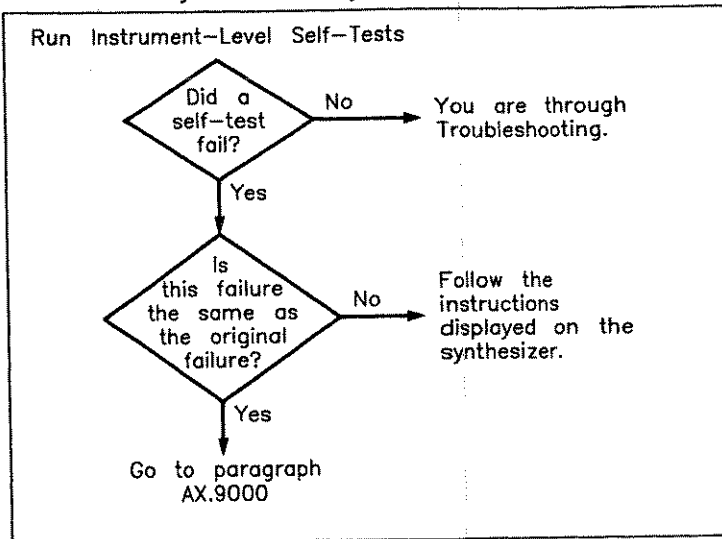 Run Instrument-Level Self-Tests
Did a
self-test
fail?
No
You are through
Troubleshooting.
Yes
Is
this failure
the same as
the original
failure?
No
Follow the
instructions
displayed on the
synthesizer.
Yes
Go to paragraph
AX.9000